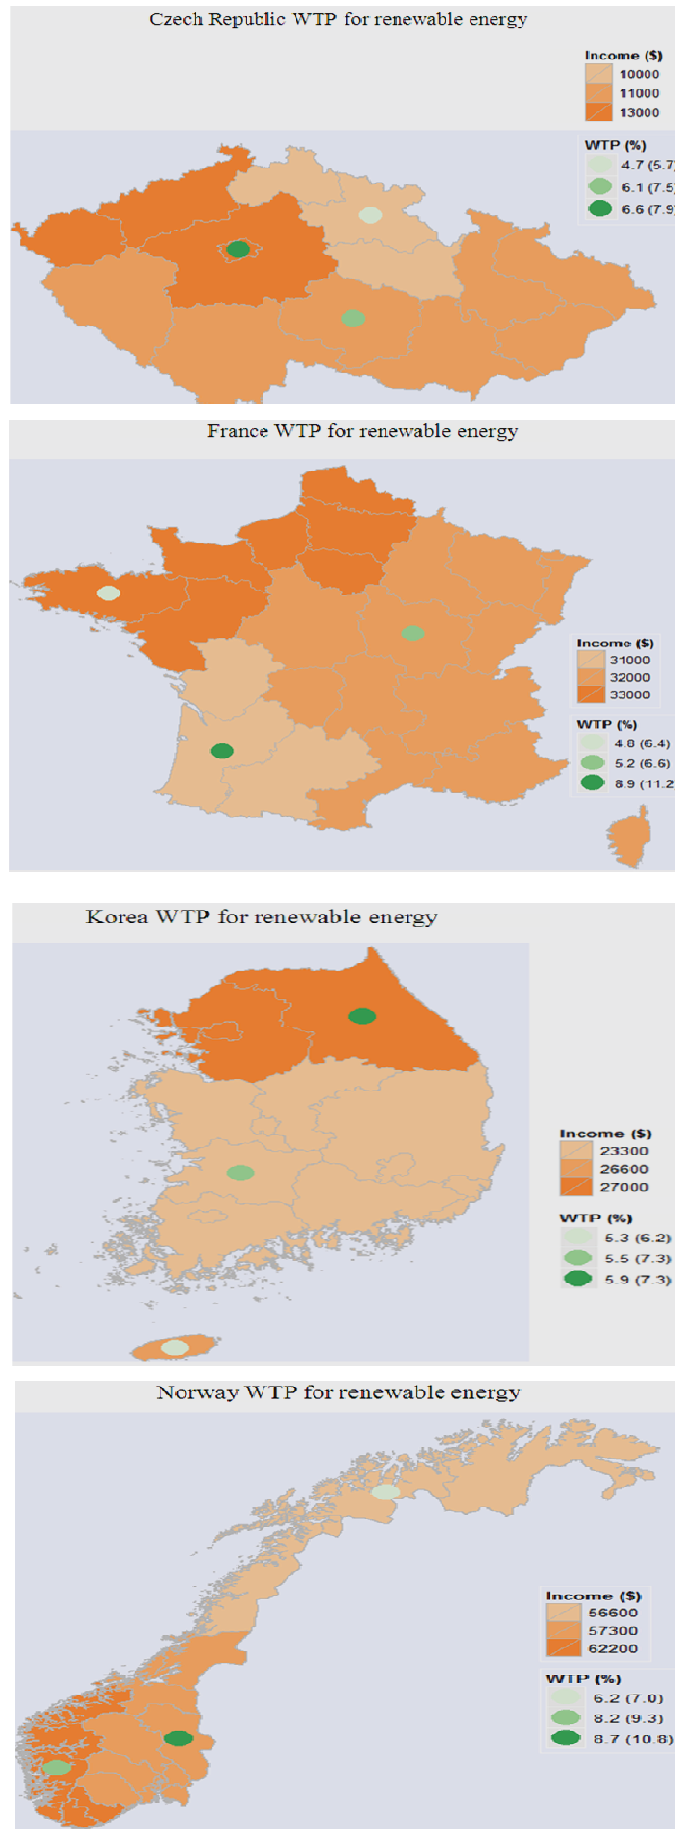 Czech Republic WTP for renewable energy
Income ($)
10000
11000
13000
WTP (%)
4.7 (5.7)
6.1 (7.5)
6.6 (7.9)
France WTP for renewable energy
Income ($)
31000
32000
33000
WTP (%)
4.8 (6.4)
5.2 (6.6)
8.9 (11.2
Korea WTP for renewable energy
Income ($)
23300
26600
27000
WTP (%)
5.3 (6.2)
5.5 (7.3)
5.9 (7.3)
Norway WTP for renewable energy
Income ($)
56600
57300
62200
WTP (%)
6.2 (7.0)
8.2 (9.3)
8.7 (10.8)